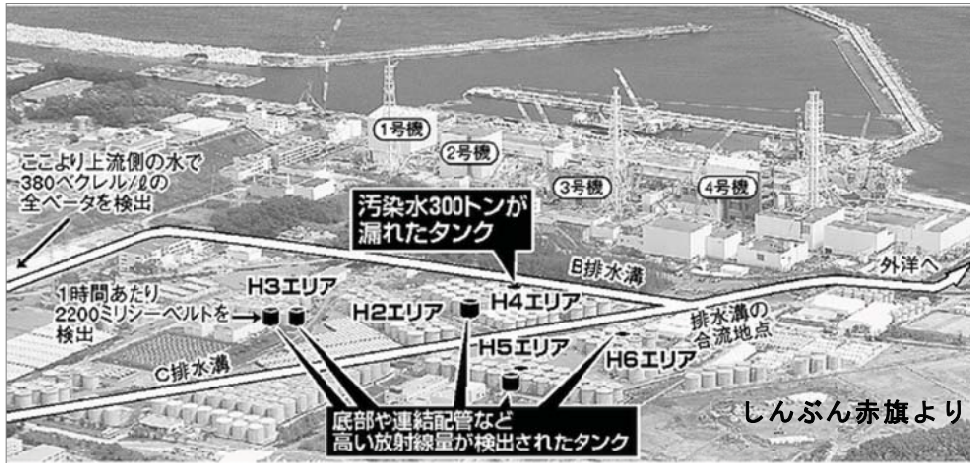 1号機
2号機
3号機
4号機
ここより上流側の水で
380ベクレル/ℓの
全ベータを検出
汚染水300トンが
漏れたタンク
B排水溝
外洋へ
H3エリア
1時間あたり
2200ミリシーベルトを
検出
H2エリア
H4エリア
排水溝の
合流地点
H5エリア
H6エリア
C排水溝
底部や連結配管など
高い放射線量が検出されたタンク
しんぶん赤旗より